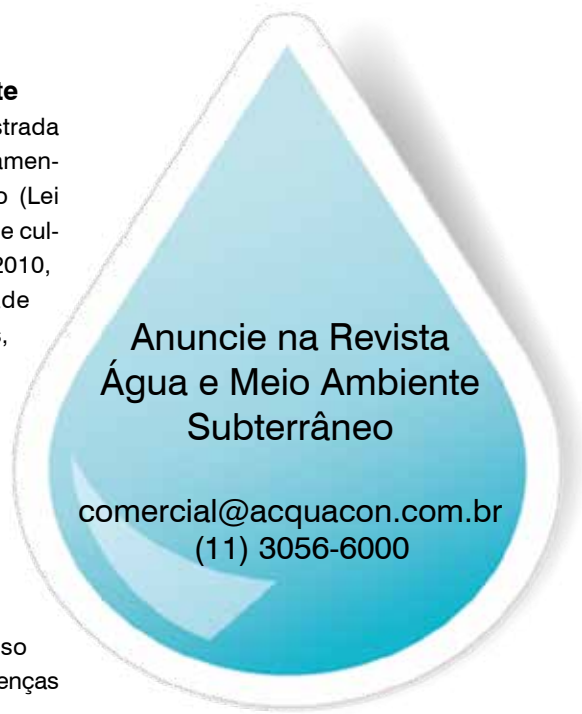 te
strada
amen-
o (Lei
e cul-
2010,
de
s,
so
enças
Anuncie na Revista
Água e Meio Ambiente
Subterrâneo
comercial@acquacon.com.br
(11) 3056-6000